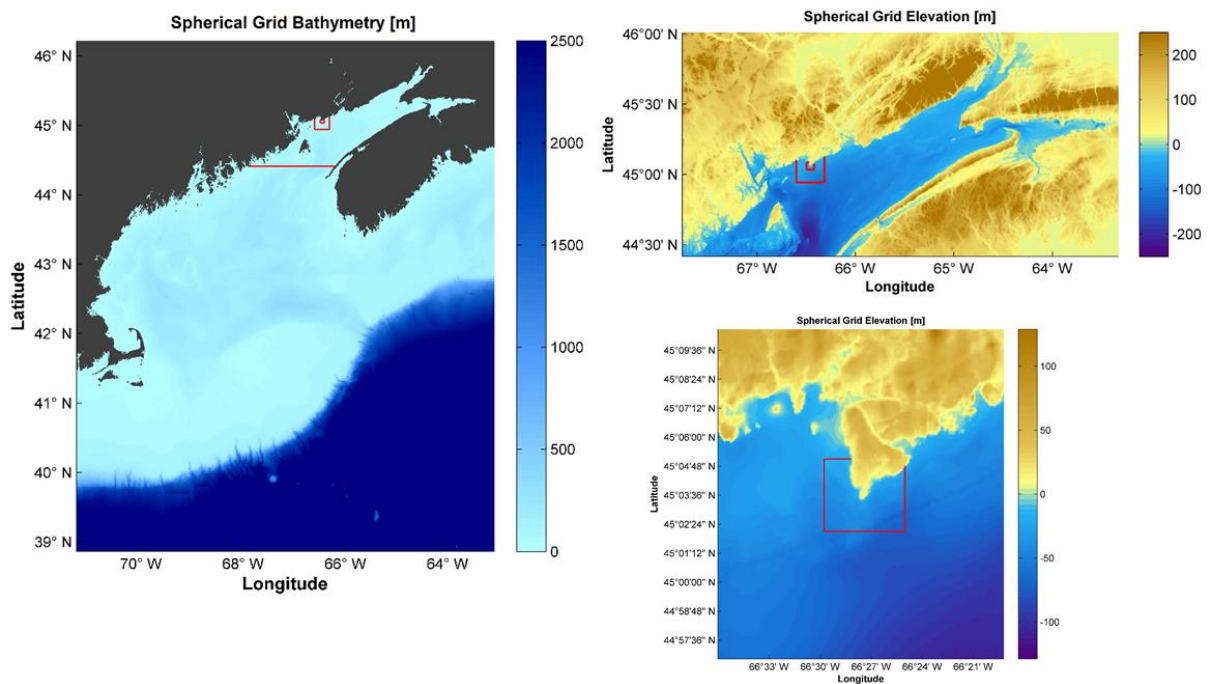 Spherical Grid Bathymetry [m]
46° N
45° N
44° N
43° N
42° N
41° N
40° N
39° N
Latitude
70° W
68° W
66° W
64° W
Longitude
2500
2000
1500
1000
500
0
Spherical Grid Elevation [m]
46°00' N
45°30' N
45°00' N
44°30' N
Latitude
67° W
66° W
65° W
64° W
Longitude
200
100
0
-100
-200
Spherical Grid Elevation [m]
45°09'36" N
45°08'24" N
45°07'12" N
45°06'00" N
45°04'48" N
45°03'36" N
45°02'24" N
45°01'12" N
45°00'00" N
44°58'48" N
44°57'36" N
Latitude
66°33' W
66°30' W
66°27' W
66°24' W
66°21' W
Longitude
100
50
0
-50
-100